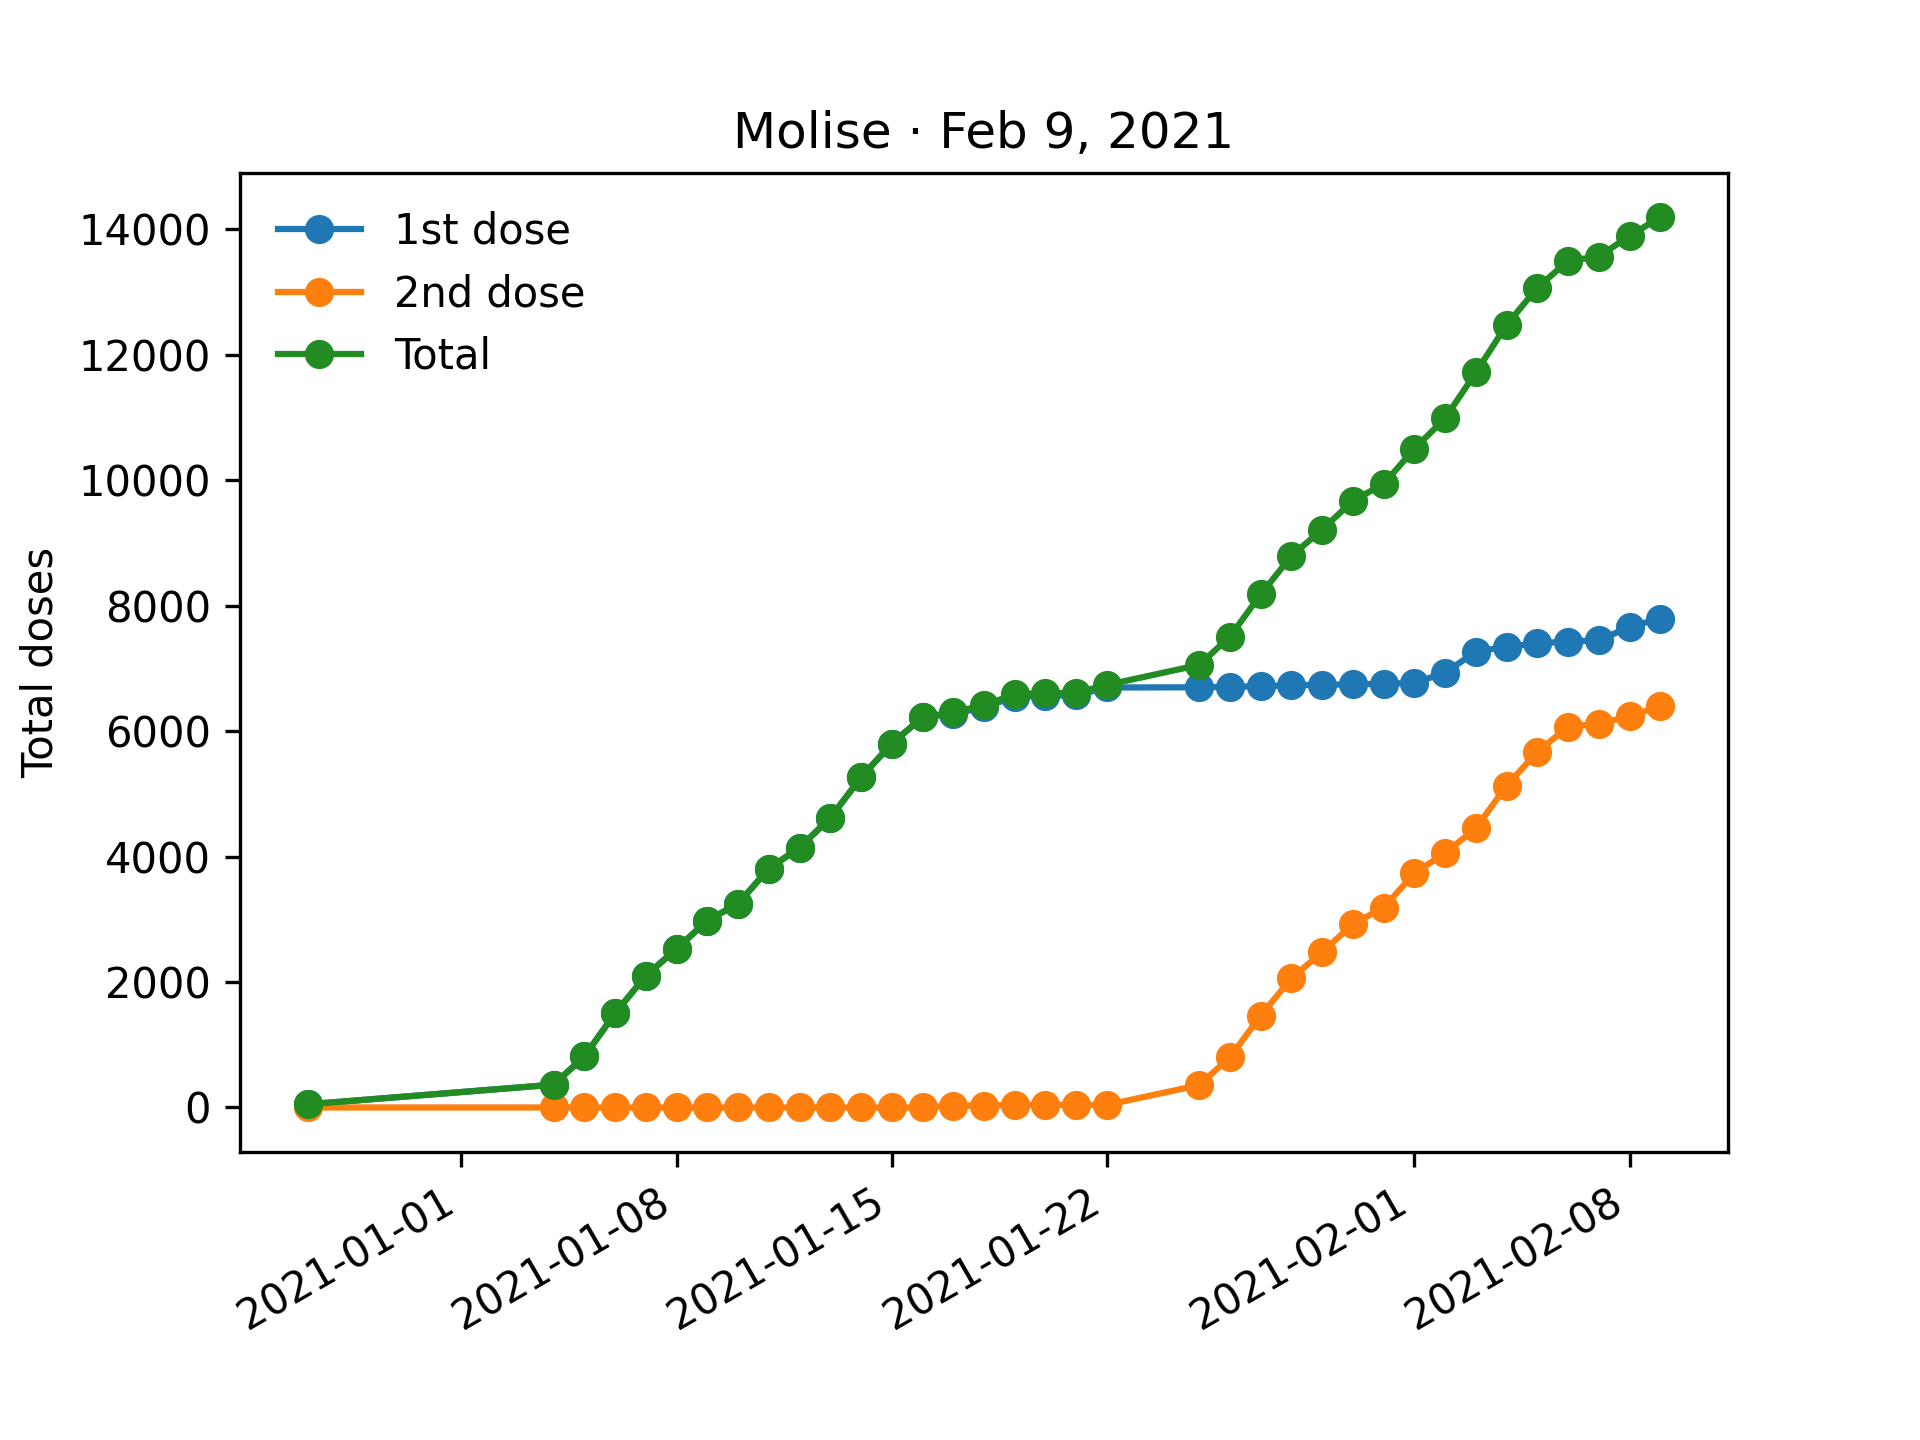 Molise · Feb 9, 2021
14000
12000
10000
8000
6000
4000
2000
0
Total doses
1st dose
2nd dose
Total
2021-01-01
2021-01-08
2021-01-15
2021-01-22
2021-02-01
2021-02-08